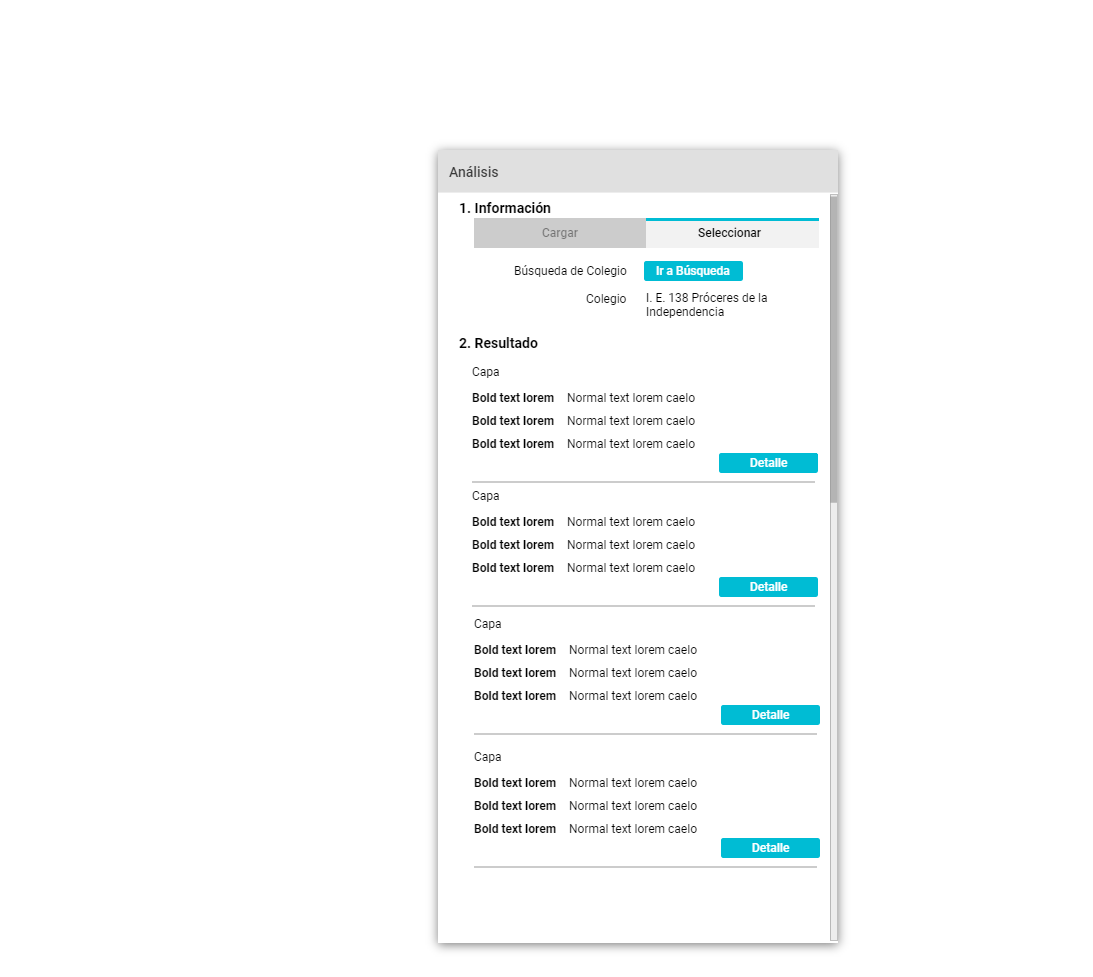 Análisis
1. Información
Cargar Seleccionar
Búsqueda de Colegio Ir a Búsqueda
Colegio I. E. 138 Próceres de la
Independencia
2. Resultado
Capa
Bold text lorem Normal text lorem caelo
Bold text lorem Normal text lorem caelo
Bold text lorem Normal text lorem caelo
Detalle
Capa
Bold text lorem Normal text lorem caelo
Bold text lorem Normal text lorem caelo
Bold text lorem Normal text lorem caelo
Detalle
Capa
Bold text lorem Normal text lorem caelo
Bold text lorem Normal text lorem caelo
Bold text lorem Normal text lorem caelo
Detalle
Capa
Bold text lorem Normal text lorem caelo
Bold text lorem Normal text lorem caelo
Bold text lorem Normal text lorem caelo
Detalle